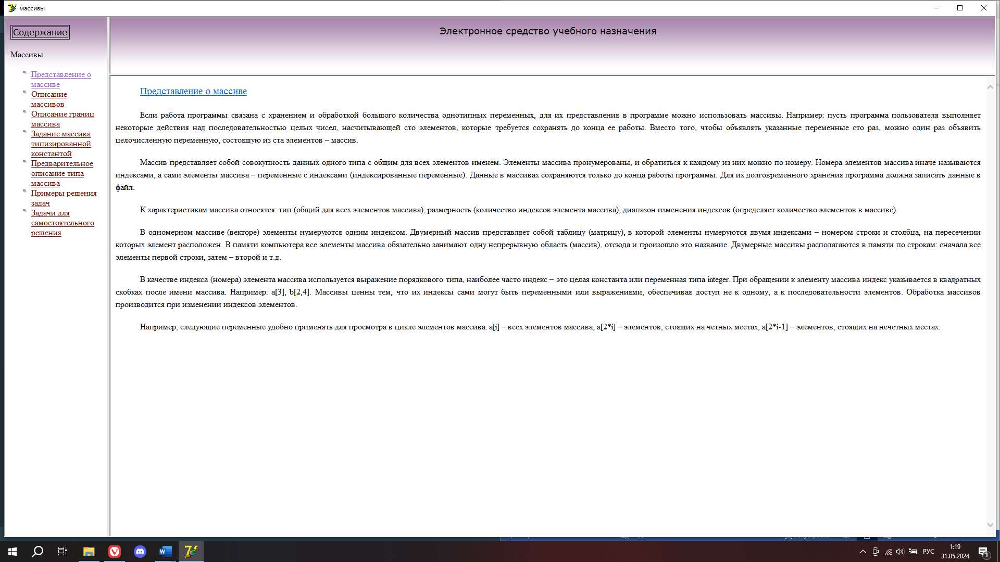 массивы
Содержание
Электронное средство учебного назначения
Массивы
Представление о
массиве
Описание
массивов
Описание границ
массива
Задание массива
типизированной
константой
Предварительное
описание типа
массива
Примеры решения
задач
Задачи для
самостоятельного
решения
Представление о массиве
Если работа программы связана с хранением и обработкой большого количества однотипных переменных, для их представления в программе можно использовать массивы. Например: пусть программа пользователя выполняет
некоторые действия над последовательностью целых чисел, насчитывающей сто элементов, которые требуется сохранять до конца ее работы. Вместо того, чтобы объявлять указанные переменные сто раз, можно один раз объявить
целочисленную переменную, состоящую из ста элементов – массив.
Массив представляет собой совокупность данных одного типа с общим для всех элементов именем. Элементы массива пронумерованы, и обратиться к каждому из них можно по номеру. Номера элементов массива иначе называются
индексами, а сами элементы массива – переменные с индексами (индексированные переменные). Данные в массивах сохраняются только до конца работы программы. Для их долговременного хранения программа должна записать данные в
файл.
К характеристикам массива относятся: тип (общий для всех элементов массива), размерность (количество индексов элемента массива), диапазон изменения индексов (определяет количество элементов в массиве).
В одномерном массиве (векторе) элементы нумеруются одним индексом. Двумерный массив представляет собой таблицу (матрицу), в которой элементы нумеруются двумя индексами – номером строки и столбца, на пересечении
которых элемент расположен. В памяти компьютера все элементы массива обязательно занимают одну непрерывную область (массив), отсюда и произошло это название. Двумерные массивы располагаются в памяти по строкам: сначала все
элементы первой строки, затем – второй и т.д.
В качестве индекса (номера) элемента массива используется выражение порядкового типа, наиболее часто индекс – это целая константа или переменная типа integer. При обращении к элементу массива индекс указывается в квадратных
скобках после имени массива. Например: a[3], b[2,4]. Массивы ценны тем, что их индексы сами могут быть переменными или выражениями, обеспечивая доступ не к одному, а к последовательности элементов. Обработка массивов
производится при изменении индексов элементов.
Например, следующие переменные удобно применять для просмотра в цикле элементов массива: a[i] – всех элементов массива, a[2*i] – элементов, стоящих на четных местах, a[2*i-1] – элементов, стоящих на нечетных местах.
РУС
1:19
31.05.2024
1